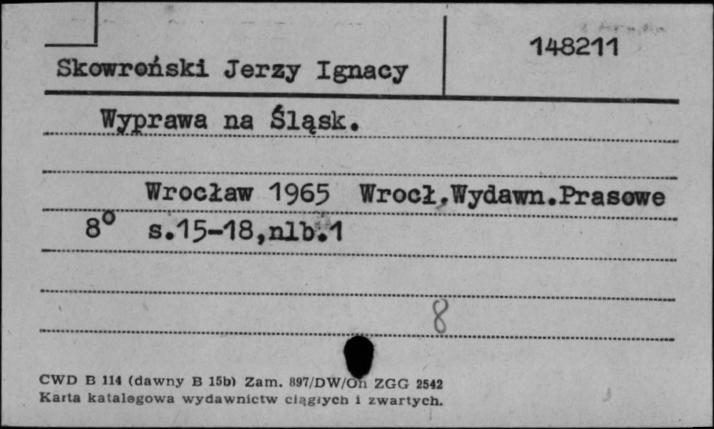 148211
Skowroński Jerzy Ignacy
Wyprawa na Śląsk.
Wrocław 1965 Wrocł.Wydawn.Prasowe
8° s.15-18,nlb.1
8
CWD B 114 (dawny B 15b) Zam. 897/DW/Oh ZGG 2542
Karta katalogowa wydawnictw ciągłych i zwartych.